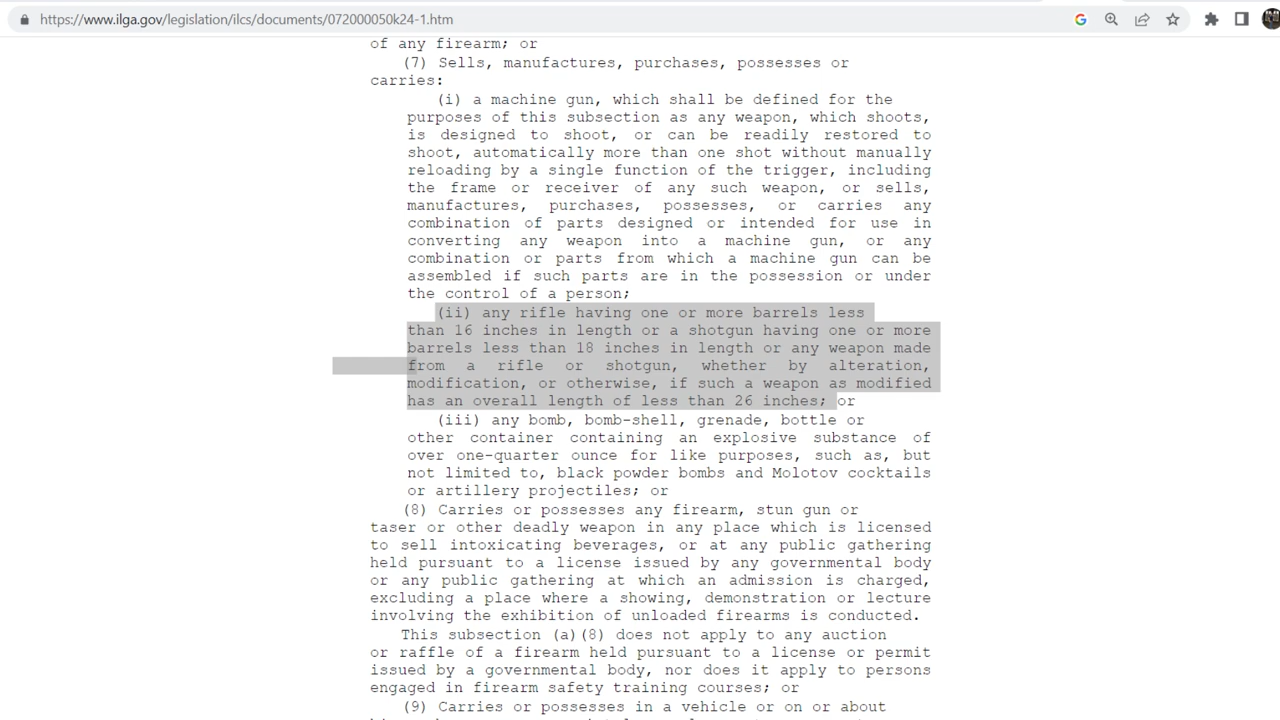 https://www.ilga.gov/legislation/ilcs/documents/072000050k24-1.htm
of any firearm; or
(7) Sells, manufactures, purchases, possesses or
carries:
(i) a machine gun, which shall be defined for the
purposes of this subsection as any weapon, which shoots,
is designed to shoot, or can be readily restored to
shoot, automatically more than one shot without manually
reloading by a single function of the trigger, including
the frame or receiver of any such weapon, or sells,
manufactures, purchases, possesses, or carries any
combination of parts designed or intended for use in
converting any weapon into a machine gun, or any
combination or parts from which a machine gun can be
assembled if such parts are in the possession or under
the control of a person;
(ii) any rifle having one or more barrels less
than 16 inches in length or a shotgun having one or more
barrels less than 18 inches in length or any weapon made
from a rifle or shotgun, whether by alteration,
modification, or otherwise, if such a weapon as modified
has an overall length of less than 26 inches; or
(iii) any bomb, bomb-shell, grenade, bottle or
other container containing an explosive substance of
over one-quarter ounce for like purposes, such as, but
not limited to, black powder bombs and Molotov cocktails
or artillery projectiles; or
(8) Carries or possesses any firearm, stun gun or
taser or other deadly weapon in any place which is licensed
to sell intoxicating beverages, or at any public gathering
held pursuant to a license issued by any governmental body
or any public gathering at which an admission is charged,
excluding a place where a showing, demonstration or lecture
involving the exhibition of unloaded firearms is conducted.
This subsection (a)(8) does not apply to any auction
or raffle of a firearm held pursuant to a license or permit
issued by a governmental body, nor does it apply to persons
engaged in firearm safety training courses; or
(9) Carries or possesses in a vehicle or on or about